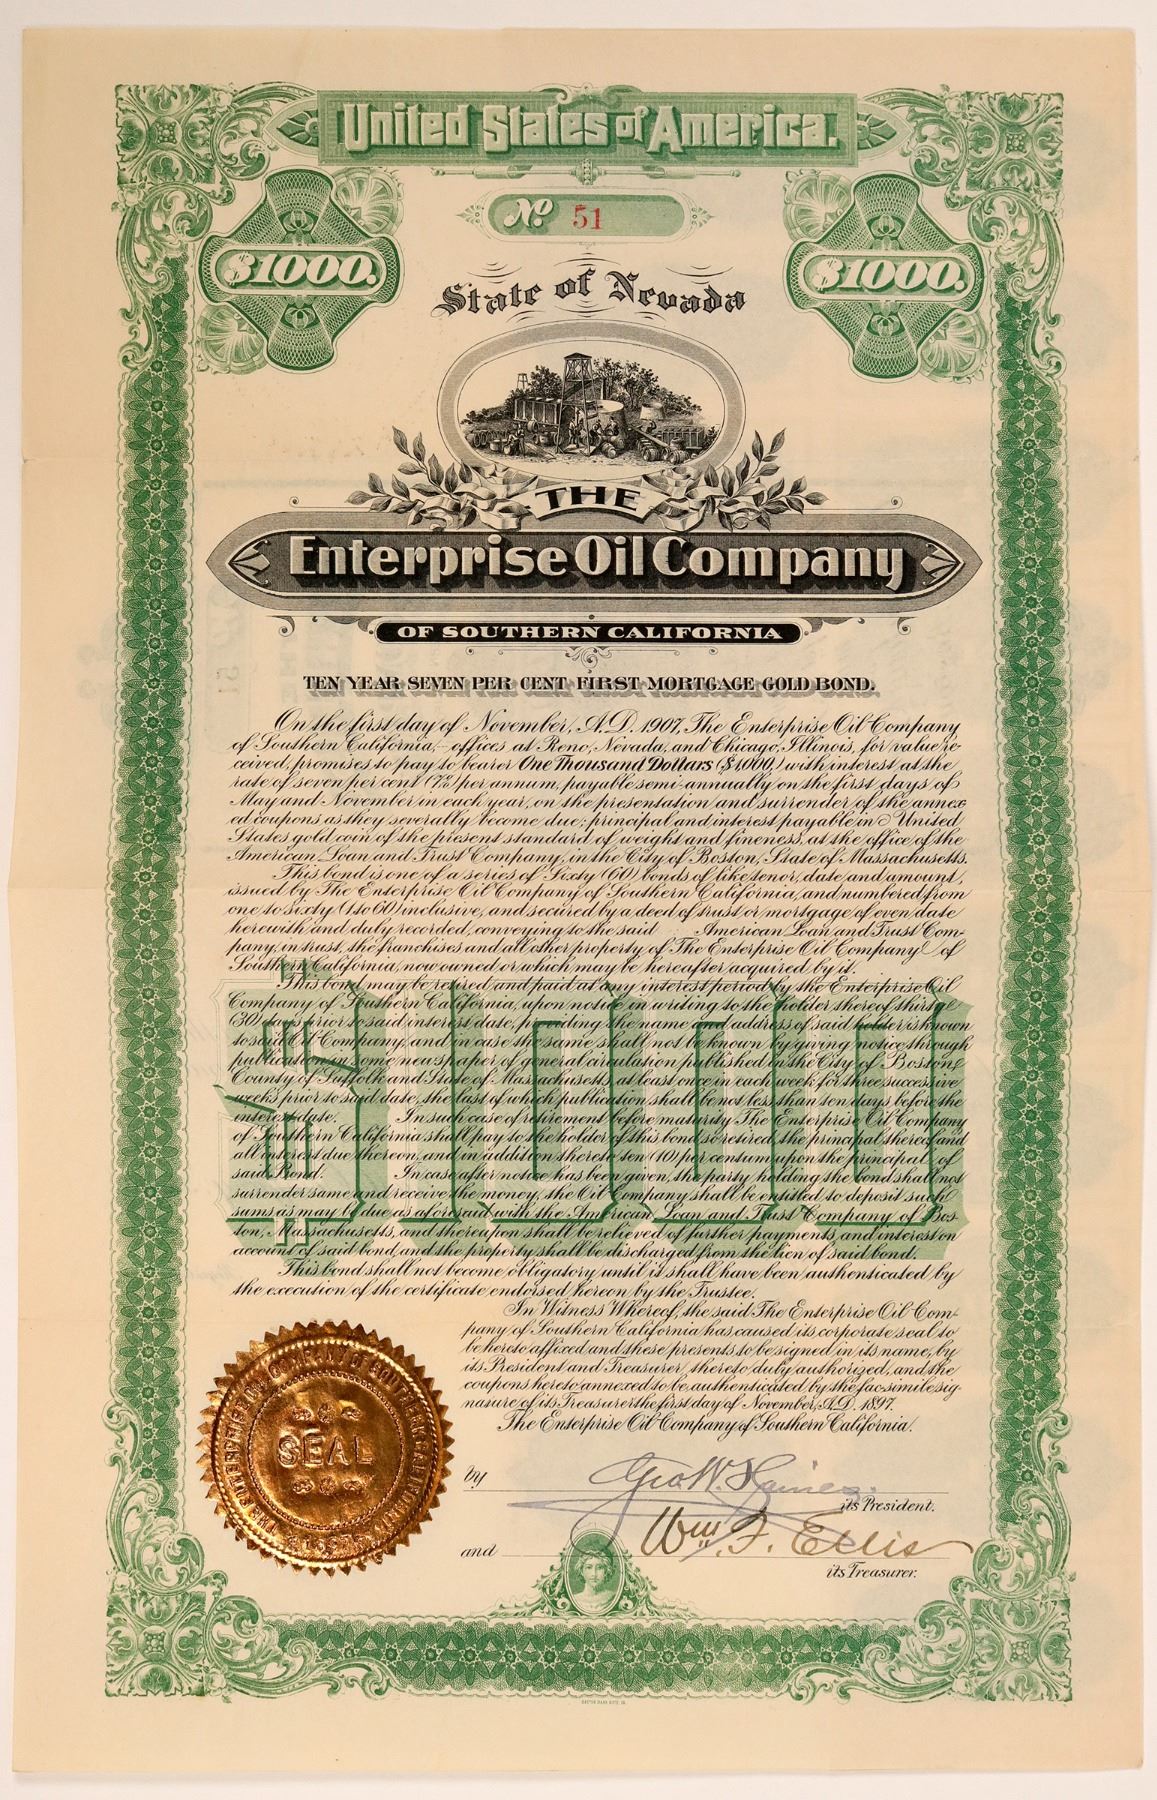 United States of America.
No. 51
$1000.
$1000.
State of Nevada
THE
Enterprise Oil Company
OF SOUTHERN CALIFORNIA
TEN YEAR SEVEN PER CENT FIRST MORTGAGE GOLD BOND.
On the first day of November, A.D. 1907, The Enterprise Oil Company
of Southern California, offices at Reno, Nevada, and Chicago, Illinois, for value re-
ceived, promises to pay to bearer One Thousand Dollars ($1,000,) with interest at the
rate of seven per cent (7%) per annum, payable semi-annually on the first days of
May and November in each year, on the presentation and surrender of the annex-
ed coupons as they severally become due; principal and interest payable in United
States gold coin of the present standard of weight and fineness, at the office of the
American Loan and Trust Company, in the City of Boston, State of Massachusetts.
This bond is one of a series of Sixty (60) bonds of like tenor, date and amount,
issued by The Enterprise Oil Company of Southern California, and numbered from
one to sixty (1 to 60) inclusive, and secured by a deed of trust or mortgage of even date
herewith and duly recorded, conveying to the said American Loan and Trust Com-
pany, in trust, the franchises and all other property of The Enterprise Oil Company of
Southern California, now owned or which may be hereafter acquired by it.
This bond may be retired and paid at any interest period by the Enterprise Oil
Company of Southern California, upon notice in writing to the holder thereof thirty
(30) days prior to said interest date, providing the name and address of said holder is known
to said Oil Company, and in case the same shall not be known by giving notice through
publication in some newspaper of general circulation published in the City of Boston,
County of Suffolk and State of Massachusetts, at least once in each week for three successive
weeks prior to said date, the last of which publication shall be not less than ten days before the
interest date. In such case of retirement before maturity The Enterprise Oil Company
of Southern California shall pay to the holder of this bond so retired, the principal thereof and
all interest due thereon, and in addition thereto ten (10) per centum upon the principal of
said Bond. In case after notice has been given, the party holding the bond shall not
surrender same and receive the money, the Oil Company shall be entitled to deposit such
sums as may be due as aforesaid with the American Loan and Trust Company of Bos-
ton, Massachusetts, and thereupon shall be relieved of further payments, and interest on
account of said bond, and the property shall be discharged from the lien of said bond.
This bond shall not become obligatory until it shall have been authenticated by
the execution of the certificate endorsed hereon by the Trustee.
In Witness Whereof, the said The Enterprise Oil Com-
pany of Southern California has caused its corporate seal to
be hereto affixed and these presents to be signed in its name, by
its President and Treasurer thereto duly authorized, and the
coupons hereto annexed to be authenticated by the fac-simile sig-
nature of its Treasurer the first day of November, A.D. 1897.
The Enterprise Oil Company of Southern California.
by Geo. W. Haines.
its President.
and Wm. F. Ellis
its Treasurer.
THE ENTERPRISE OIL COMPANY OF SOUTHERN CALIFORNIA
SEAL
$1000